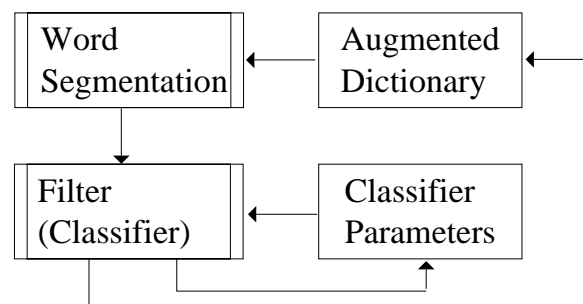 Word
Segmentation
Augmented
Dictionary
Filter
(Classifier)
Classifier
Parameters